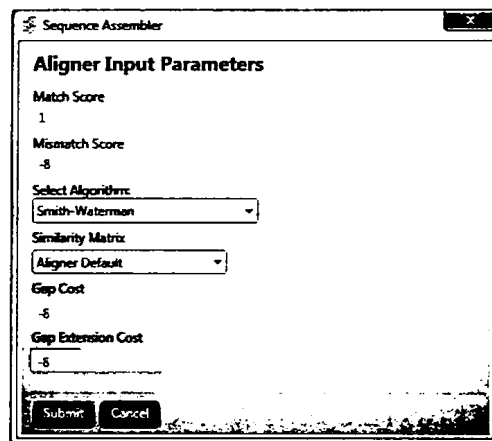 Sequence Assembler
Aligner Input Parameters
Match Score
1
Mismatch Score
-8
Select Algorithm:
Smith-Waterman
Similarity Matrix
Aligner Default
Gap Cost
-8
Gap Extension Cost
-8
Submit Cancel